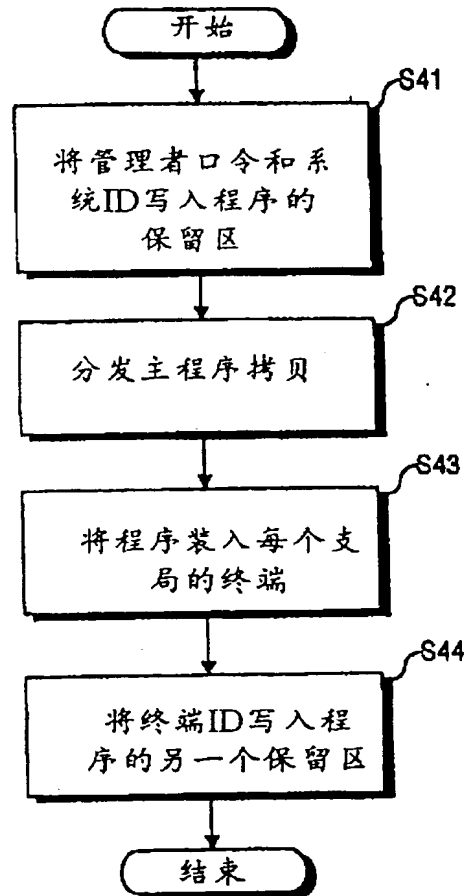 开始
S41
将管理者口令和系
统ID写入程序的
保留区
S42
分发主程序拷贝
S43
将程序装入每个支
局的终端
S44
将终端ID写入程
序的另一个保留区
结束